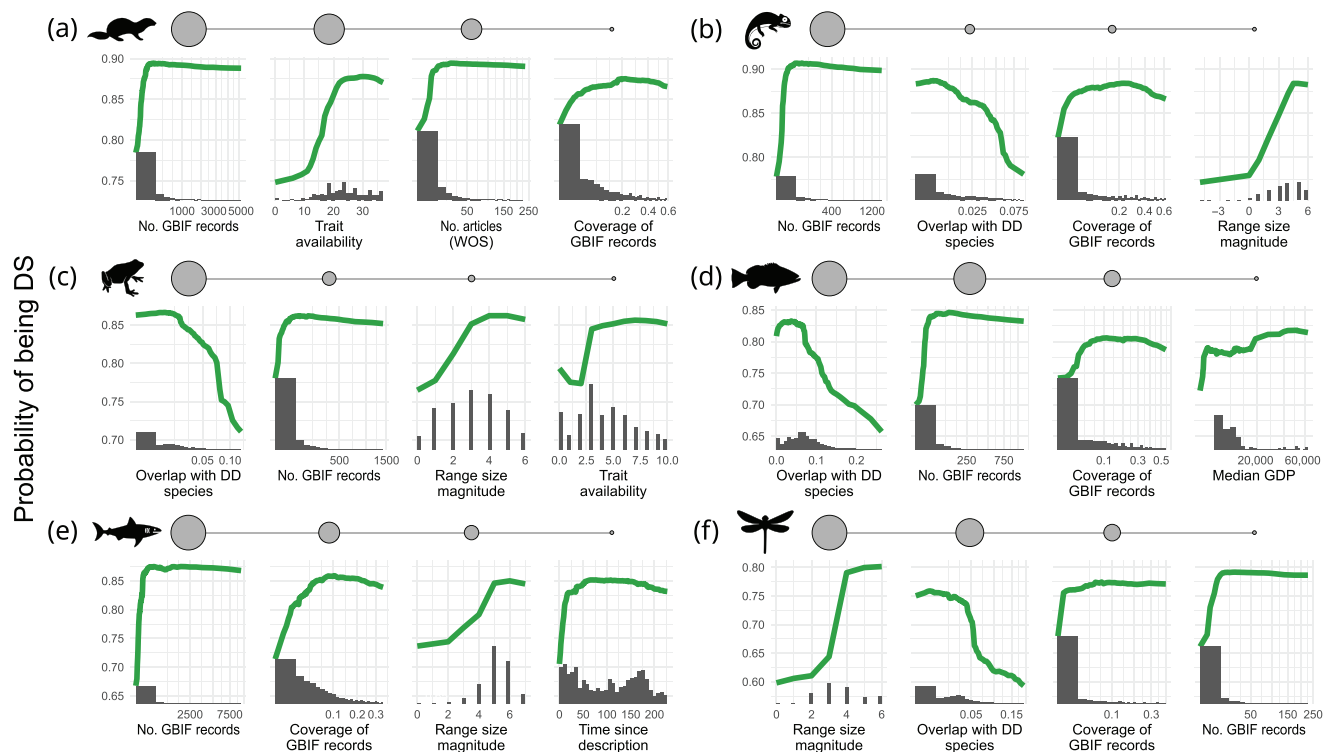 Probability of being DS
(a)
0.90
0.85
0.80
0.75
1000 3000 5000
No. GBIF records
0 10 20 30
Trait
availability
50 150 250
No. articles
(WOS)
0.2 0.4 0.6
Coverage of
GBIF records
(b)
0.90
0.85
0.80
400 1200
No. GBIF records
0.025 0.075
Overlap with DD
species
0.2 0.4 0.6
Coverage of
GBIF records
−3 0 3 6
Range size
magnitude
(c)
0.85
0.80
0.75
0.70
0.05 0.10
Overlap with DD
species
500 1500
No. GBIF records
0 2 4 6
Range size
magnitude
0.0 2.5 5.0 7.5 10.0
Trait
availability
(d)
0.85
0.80
0.75
0.70
0.65
0.0 0.1 0.2
Overlap with DD
species
250 750
No. GBIF records
0.1 0.3 0.5
Coverage of
GBIF records
20,000 60,000
Median GDP
(e)
0.85
0.80
0.75
0.70
0.65
2500 7500
No. GBIF records
0.1 0.2 0.3
Coverage of
GBIF records
0 2 4 6
Range size
magnitude
0 50 100 150 200
Time since
description
(f)
0.80
0.75
0.70
0.65
0.60
0 2 4 6
Range size
magnitude
0.05 0.15
Overlap with DD
species
0.1 0.3
Coverage of
GBIF records
50 150 250
No. GBIF records